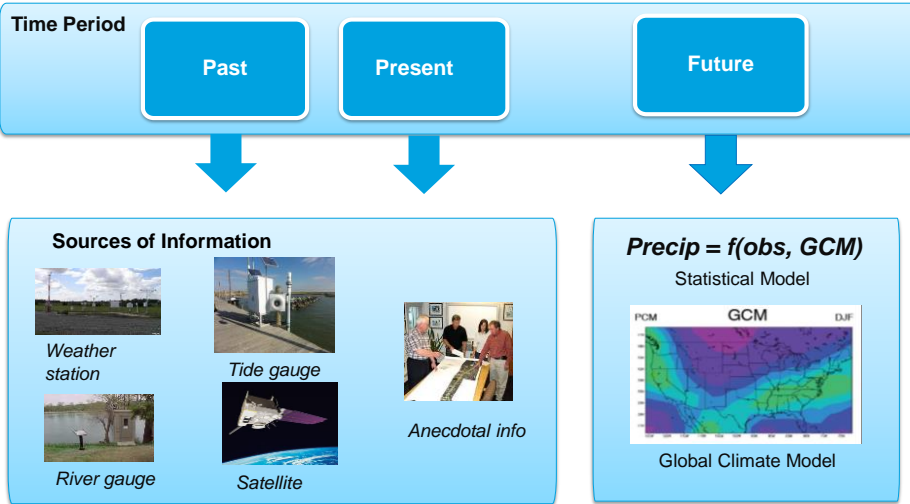 Time Period
Past
Present
Future
Sources of Information
Weather
station
Tide gauge
River gauge
Satellite
Anecdotal info
Precip = f(obs, GCM)
Statistical Model
PCM
GCM
DJF
Global Climate Model